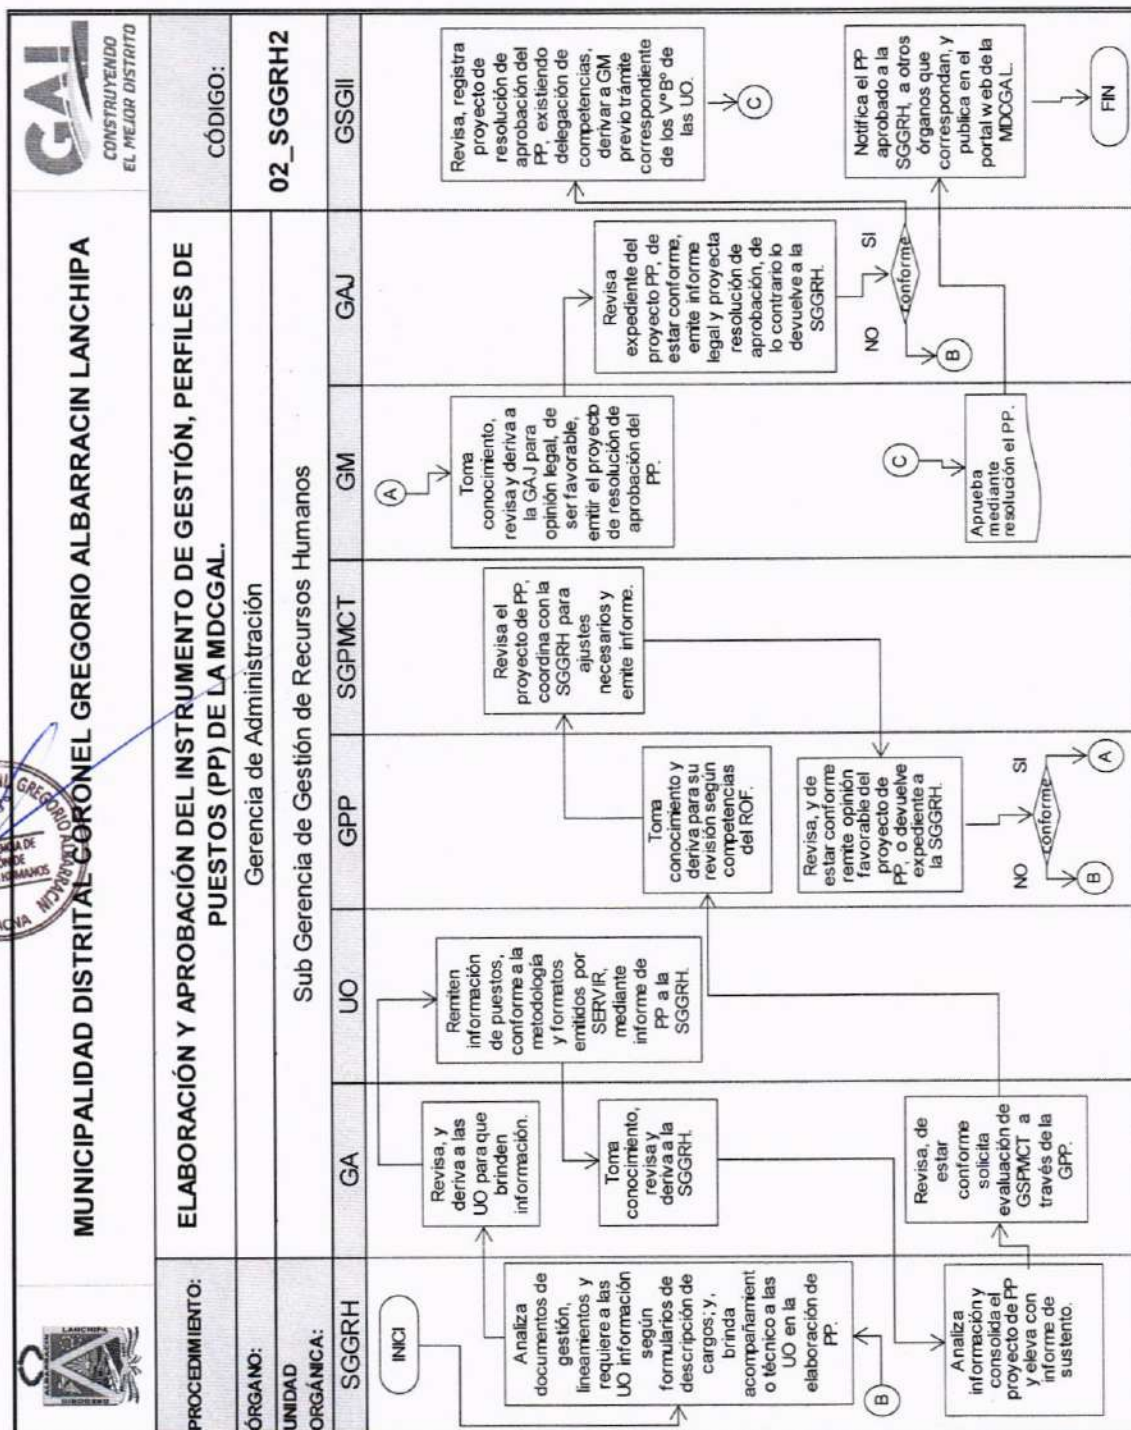 MUNICIPALIDAD DISTRITAL CORONEL GREGORIO ALBARRACIN LANCHIPA
GAL
CONSTRUYENDO
EL MEJOR DISTRITO
PROCEDIMIENTO:
ELABORACIÓN Y APROBACIÓN DEL INSTRUMENTO DE GESTIÓN, PERFILES DE
PUESTOS (PP) DE LA MDCGAL.
CÓDIGO:
ÓRGANO:
Gerencia de Administración
02_SGGRH2
UNIDAD
ORGÁNICA:
Sub Gerencia de Gestión de Recursos Humanos
SGGRH
GA
UO
GPP
SGPMCT
GM
GAJ
GSGII
INICI
Analiza
documentos de
gestión,
lineamientos y
requiere a las
UO información
según
formularios de
descripción de
cargos; y,
brinda
acompañamient
o técnico a las
UO en la
elaboración de
PP.
B
Analiza
información y
consolida el
proyecto de PP
y eleva con
informe de
sustento.
Revisa, y
deriva a las
UO para que
brinden
información.
Toma
conocimiento,
revisa y
deriva a la
SGGRH.
Revisa, de
estar
conforme
solicita
evaluación de
GSPMCT a
través de la
GPP.
Remiten
información
de puestos,
conforme a la
metodología
y formatos
emitidos por
SERVIR,
mediante
informe de
PP a la
SGGRH.
Toma
conocimiento y
deriva para su
revisión según
competencias
del ROF.
Revisa, y de
estar conforme
remite opinión
favorable del
proyecto de
PP, o devuelve
expediente a
la SGGRH.
NO
SI
Conforme
B
A
Revisa el
proyecto de PP,
coordina con la
SGGRH para
ajustes
necesarios y
emite informe.
A
Toma
conocimiento,
revisa y deriva a
la GAJ para
opinión legal, de
ser favorable,
emitir el proyecto
de resolución de
aprobación del
PP.
C
Aprueba
mediante
resolución el PP.
Revisa
expediente del
proyecto PP, de
estar conforme,
emite informe
legal y proyecta
resolución de
aprobación, de
lo contrario lo
devuelve a la
SGGRH.
NO
SI
Conforme
B
Revisa, registra
proyecto de
resolución de
aprobación del
PP, existiendo
delegación de
competencias,
derivar a GM
previo trámite
correspondiente
de los V°B° de
las UO.
C
Notifica el PP
aprobado a la
SGGRH, a otros
órganos que
correspondan, y
publica en el
portal web de la
MDCGAL.
FIN